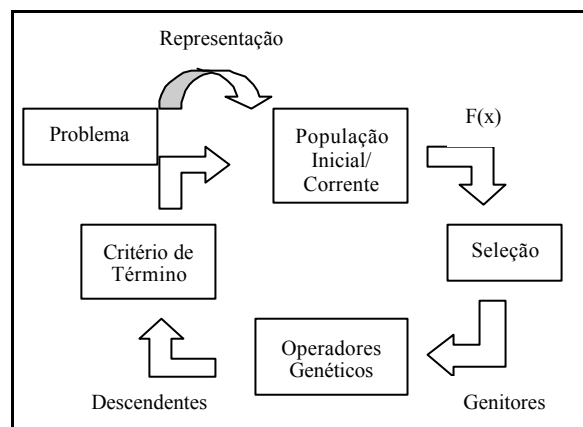 Representação
Problema
População
Inicial/
Corrente
F(x)
Seleção
Critério de
Término
Operadores
Genéticos
Descendentes
Genitores